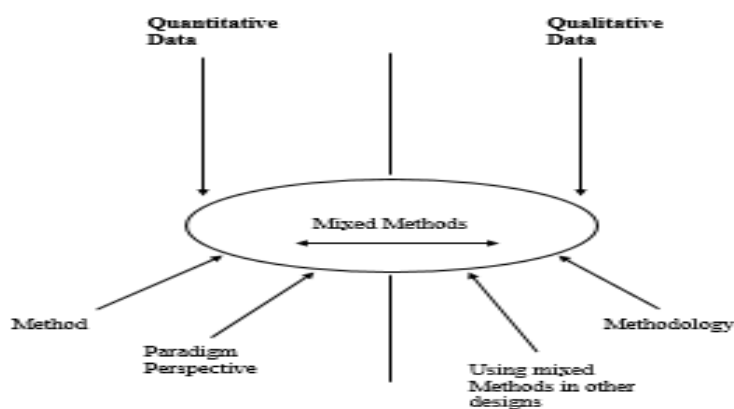 Quantitative
Data
Qualitative
Data
Mixed Methods
Method
Paradigm
Perspective
Using mixed
Methods in other
designs
Methodology